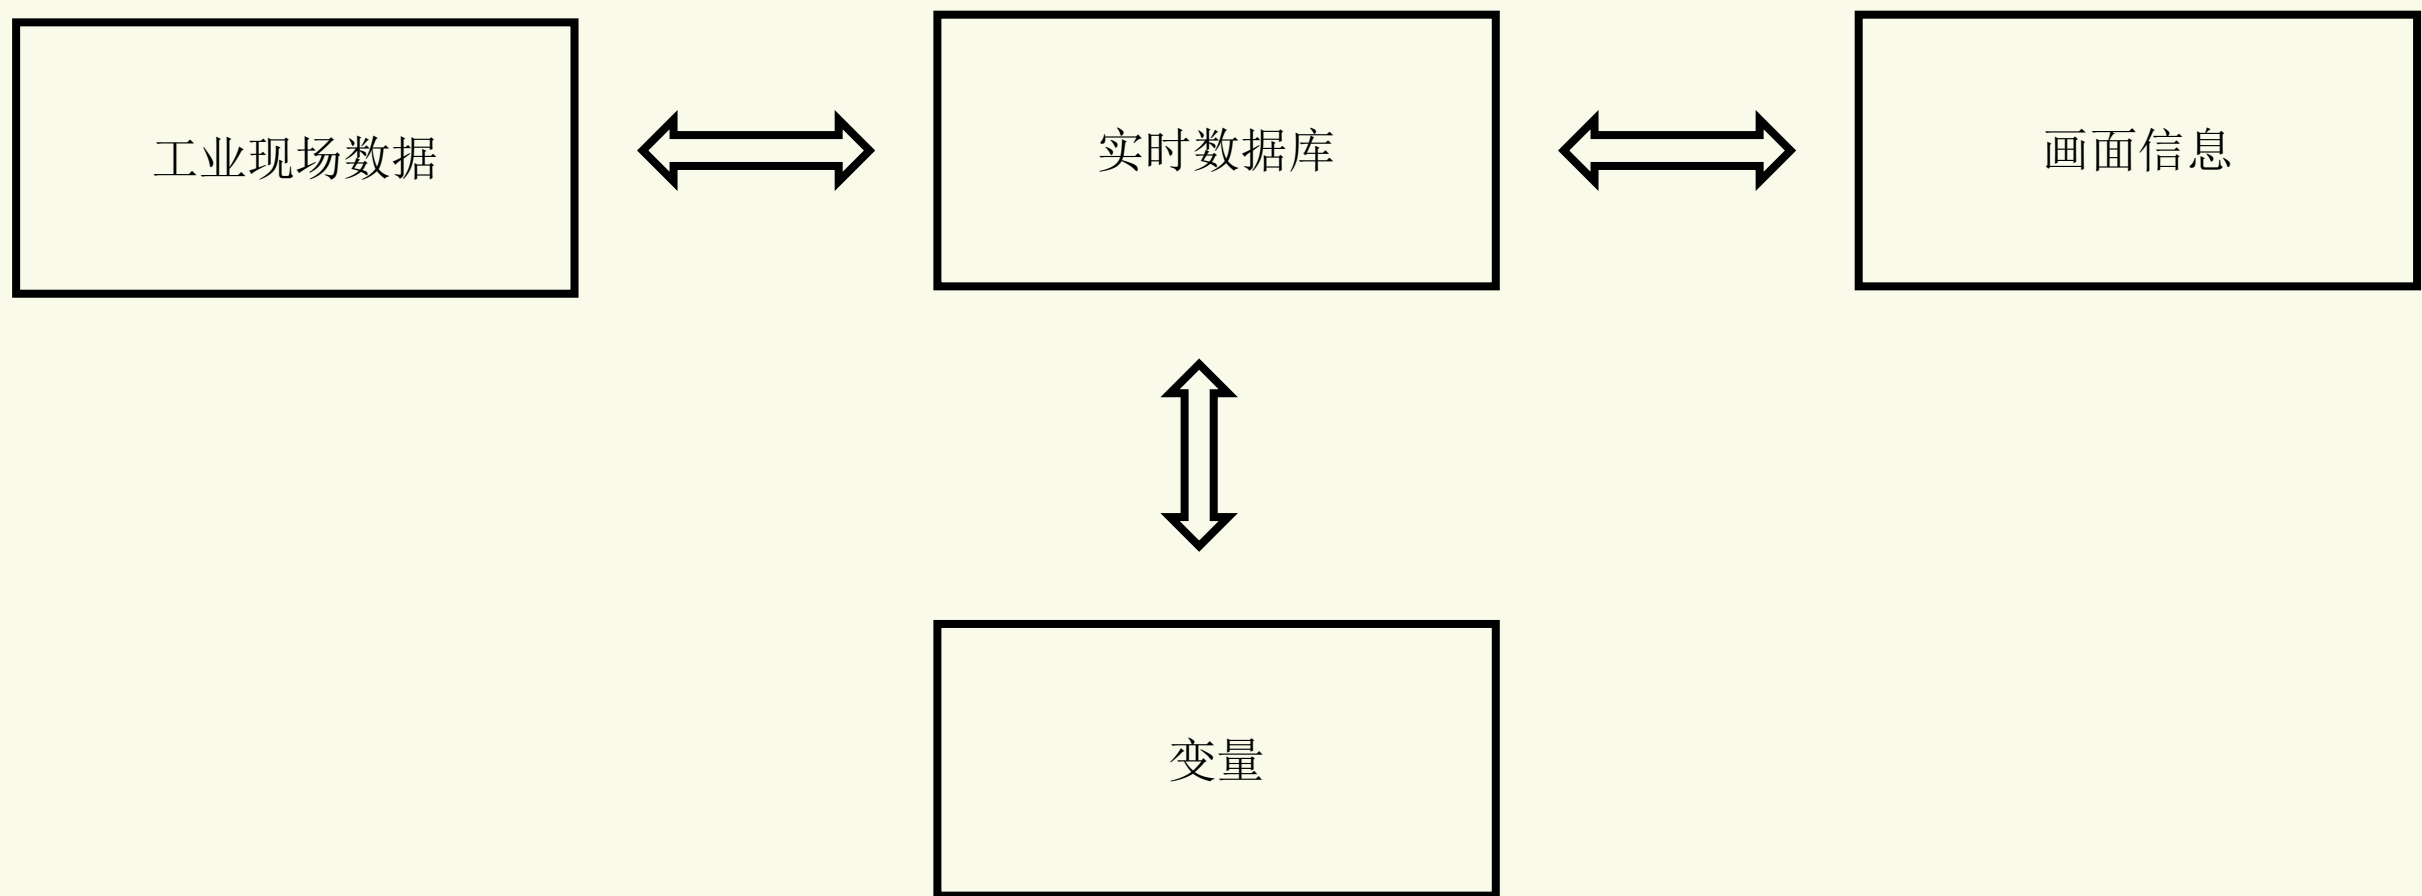 工业现场数据
实时数据库
画面信息
变量